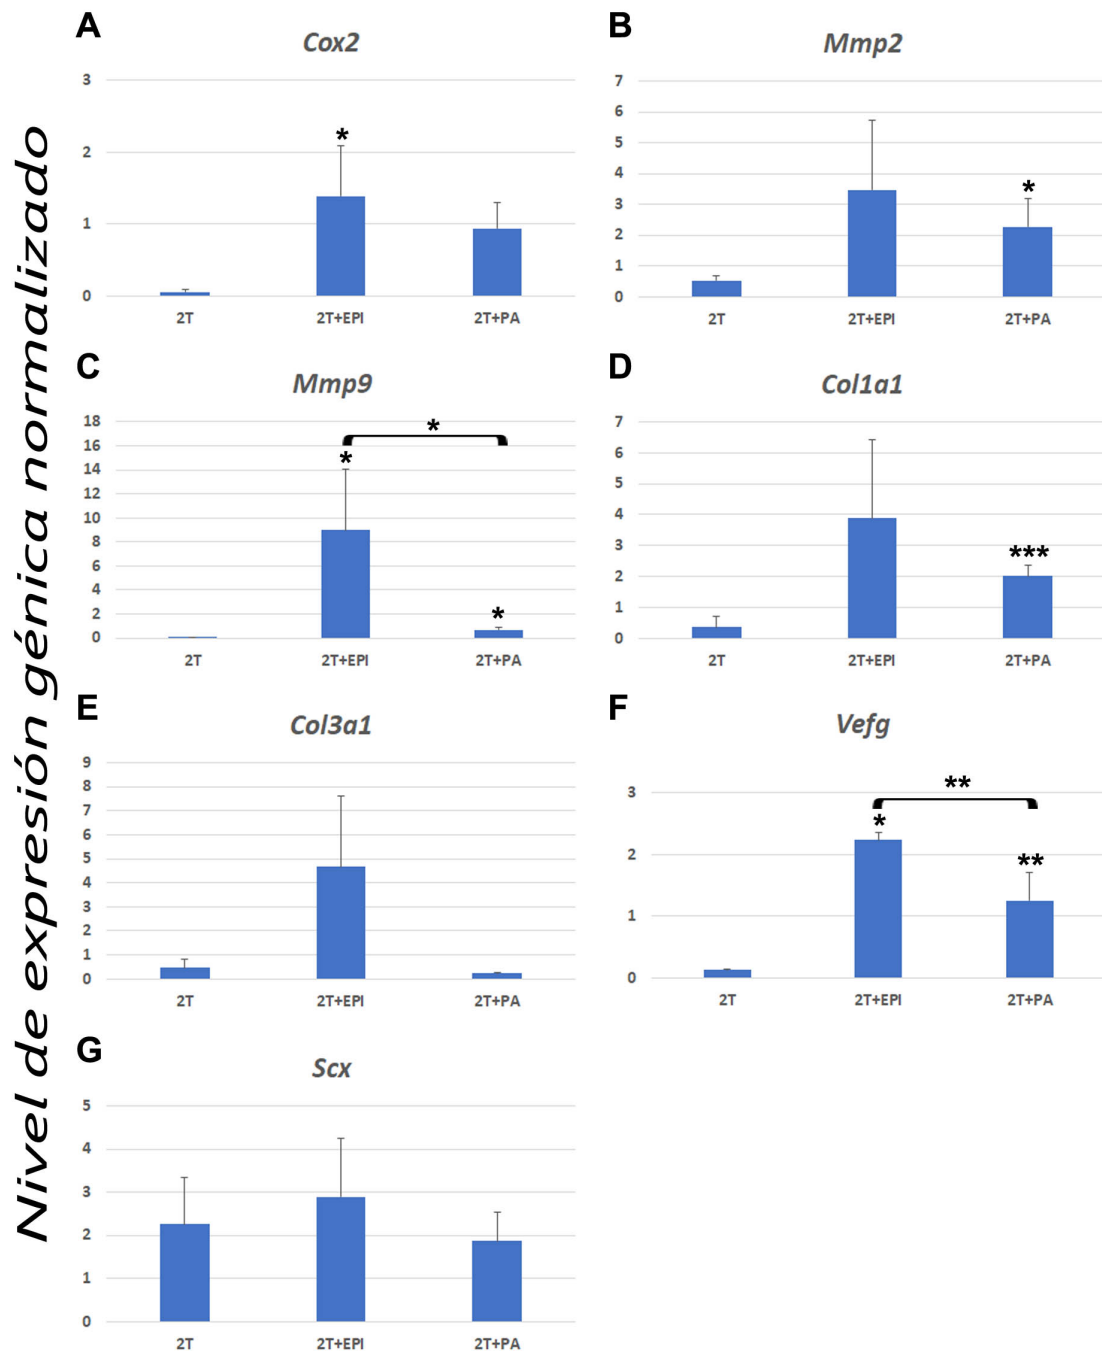 Nivel de expresión génica normalizado
A
Cox2
3
2
1
0
*
2T
2T+EPI
2T+PA
B
Mmp2
7
6
5
4
3
2
1
0
*
2T
2T+EPI
2T+PA
C
Mmp9
18
16
14
12
10
8
6
4
2
0
*
*
*
2T
2T+EPI
2T+PA
D
Col1a1
7
6
5
4
3
2
1
0
***
2T
2T+EPI
2T+PA
E
Col3a1
9
8
7
6
5
4
3
2
1
0
2T
2T+EPI
2T+PA
F
Vefg
3
2
1
0
**
*
**
2T
2T+EPI
2T+PA
G
Scx
5
4
3
2
1
0
2T
2T+EPI
2T+PA